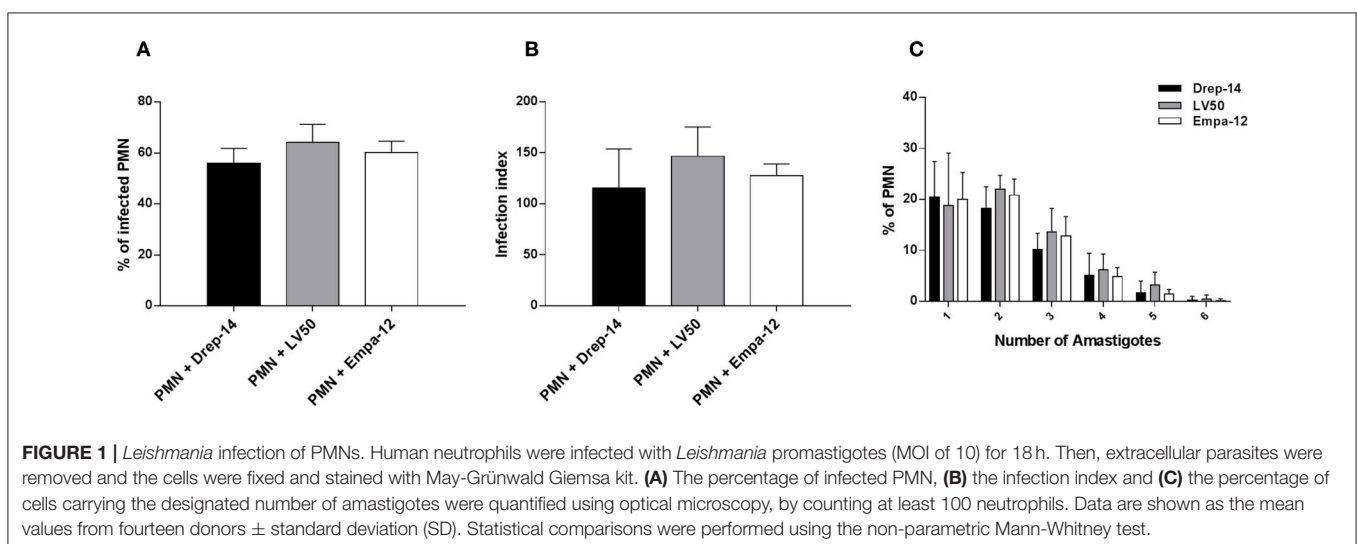 A
B
C
% of infected PMN
80
60
40
20
0
PMN + Drep-14
PMN + LV50
PMN + Empa-12
Infection index
200
150
100
50
0
PMN + Drep-14
PMN + LV50
PMN + Empa-12
Drep-14
LV50
Empa-12
% of PMN
40
30
20
10
0
1 2 3 4 5 6
Number of Amastigotes
FIGURE 1 | Leishmania infection of PMNs. Human neutrophils were infected with Leishmania promastigotes (MOI of 10) for 18 h. Then, extracellular parasites were
removed and the cells were fixed and stained with May-Grünwald Giemsa kit. (A) The percentage of infected PMN, (B) the infection index and (C) the percentage of
cells carrying the designated number of amastigotes were quantified using optical microscopy, by counting at least 100 neutrophils. Data are shown as the mean
values from fourteen donors ± standard deviation (SD). Statistical comparisons were performed using the non-parametric Mann-Whitney test.